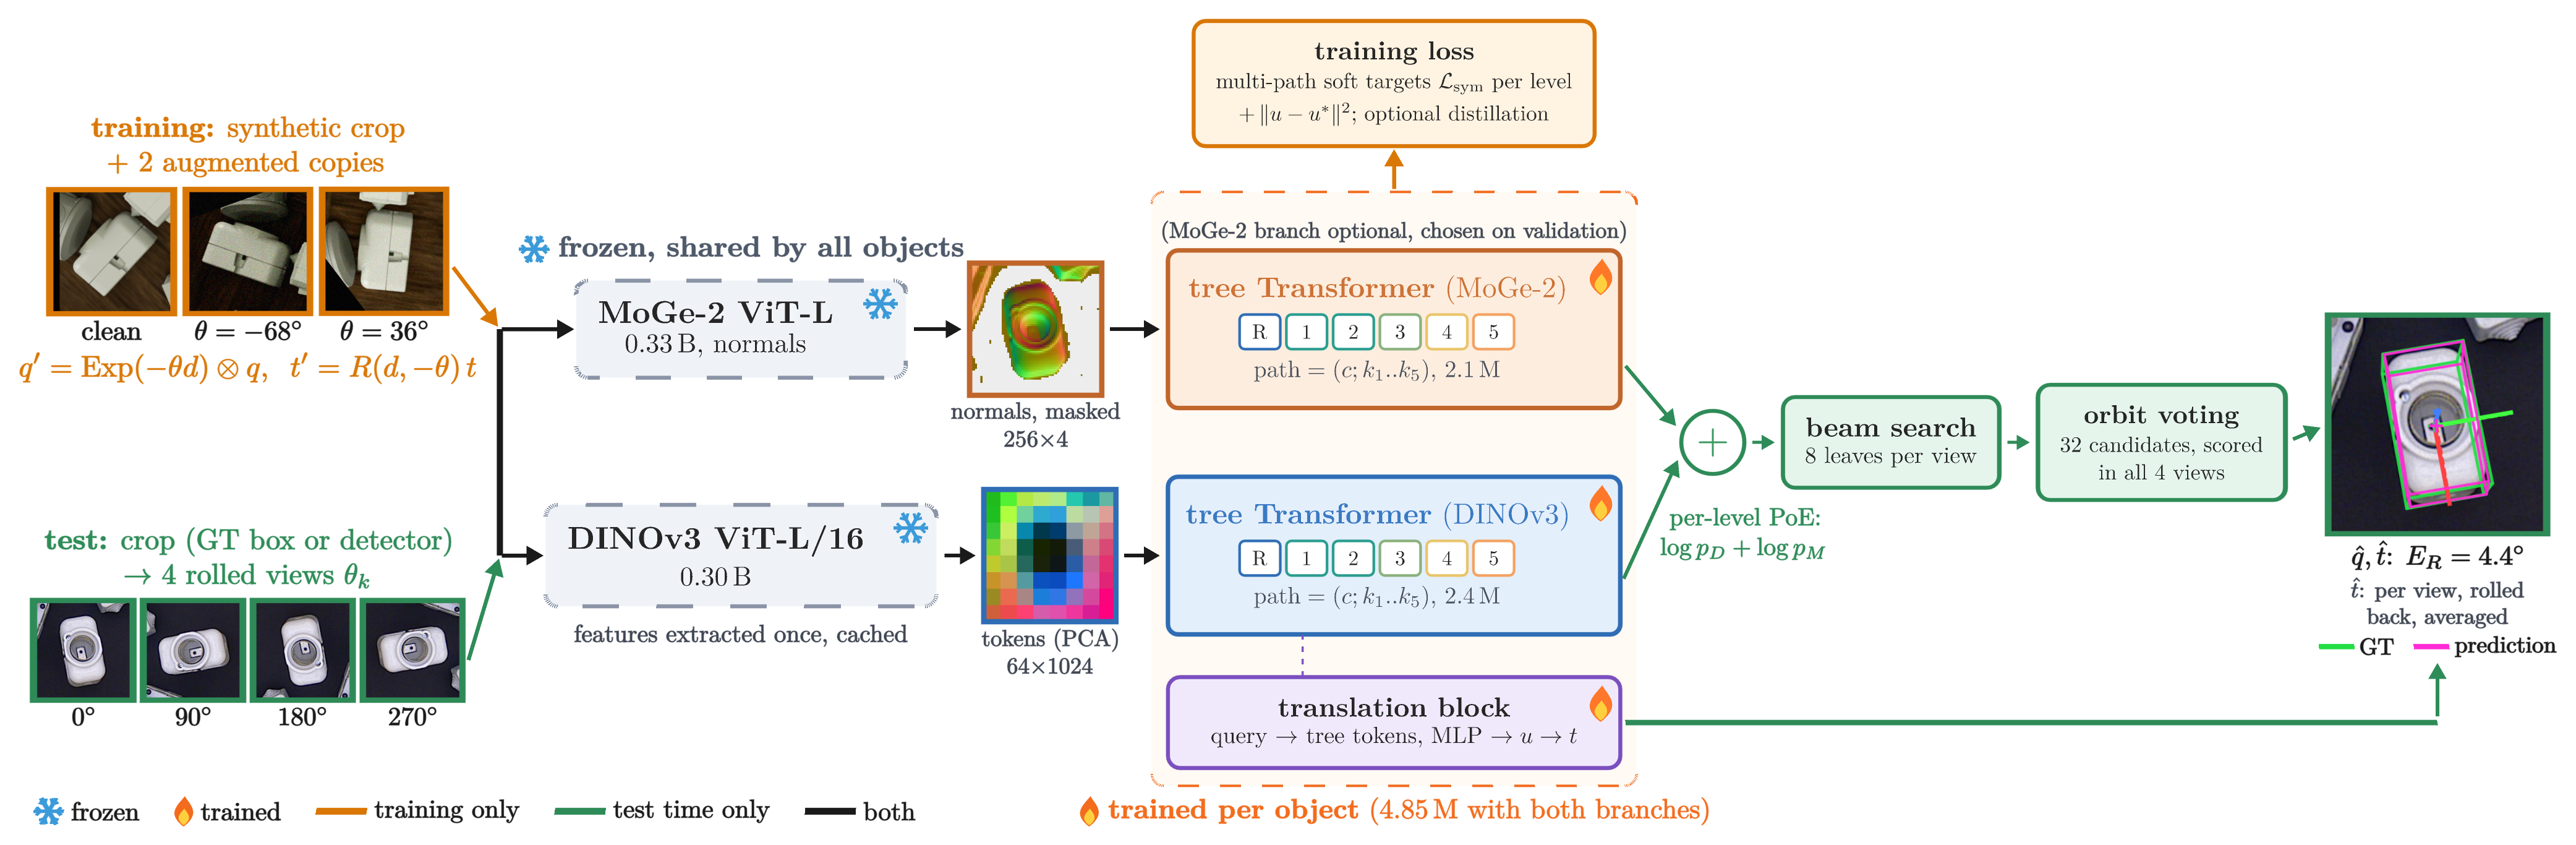 training loss
multi-path soft targets ℒsym per level
+ ‖u − u*‖²; optional distillation
training: synthetic crop
+ 2 augmented copies
clean
θ = −68°
θ = 36°
q′ = Exp(−θd) ⊗ q, t′ = R(d, −θ) t
test: crop (GT box or detector)
→ 4 rolled views θk
0°
90°
180°
270°
frozen, shared by all objects
MoGe-2 ViT-L
0.33 B, normals
DINOv3 ViT-L/16
0.30 B
features extracted once, cached
normals, masked
256×4
tokens (PCA)
64×1024
(MoGe-2 branch optional, chosen on validation)
tree Transformer (MoGe-2)
R 1 2 3 4 5
path = (c; k1..k5), 2.1 M
tree Transformer (DINOv3)
R 1 2 3 4 5
path = (c; k1..k5), 2.4 M
translation block
query → tree tokens, MLP → u → t
trained per object (4.85 M with both branches)
+
per-level PoE:
log pD + log pM
beam search
8 leaves per view
orbit voting
32 candidates, scored
in all 4 views
q̂, t̂: ER = 4.4°
t̂: per view, rolled
back, averaged
GT
prediction
frozen
trained
training only
test time only
both